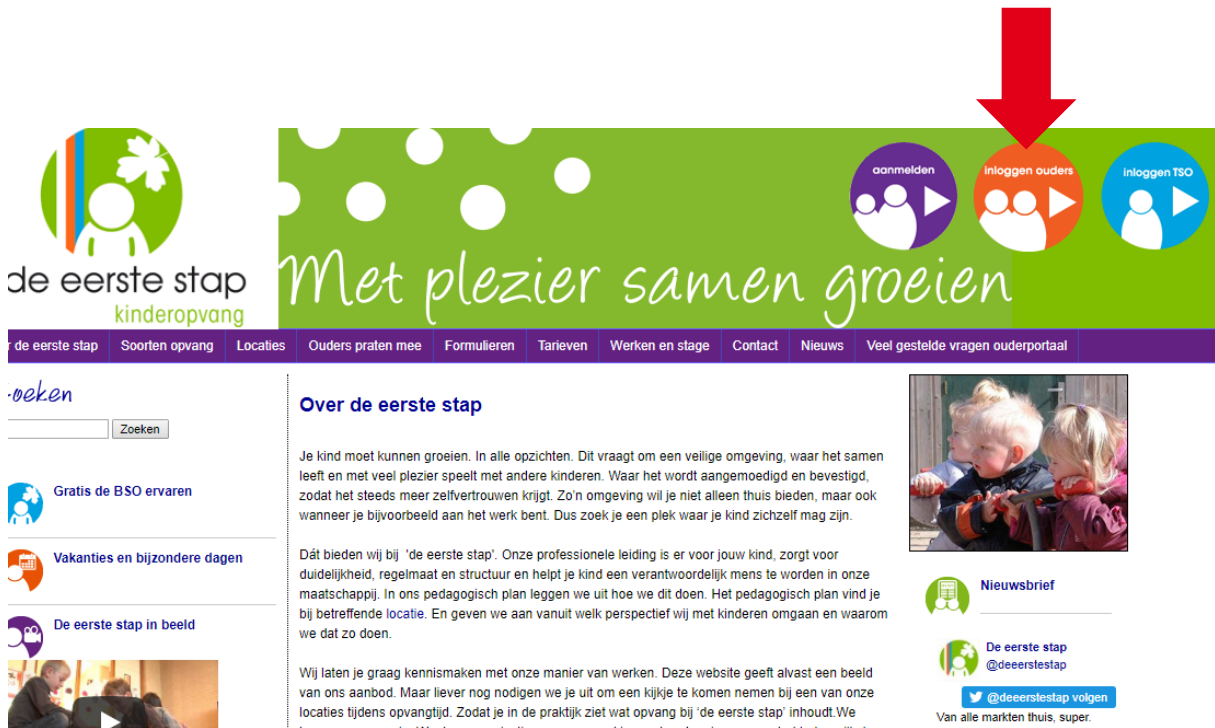 aanmelden
inloggen ouders
inloggen TSO
Met plezier samen groeien
de eerste stap
kinderopvang
de eerste stap
Soorten opvang
Locaties
Ouders praten mee
Formulieren
Tarieven
Werken en stage
Contact
Nieuws
Veel gestelde vragen ouderportaal
Zoeken
Gratis de BSO ervaren
Vakanties en bijzondere dagen
De eerste stap in beeld
Over de eerste stap
Je kind moet kunnen groeien. In alle opzichten. Dit vraagt om een veilige omgeving, waar het samen
leeft en met veel plezier speelt met andere kinderen. Waar het wordt aangemoedigd en bevestigd,
zodat het steeds meer zelfvertrouwen krijgt. Zo'n omgeving wil je niet alleen thuis bieden, maar ook
wanneer je bijvoorbeeld aan het werk bent. Dus zoek je een plek waar je kind zichzelf mag zijn.
Dát bieden wij bij 'de eerste stap'. Onze professionele leiding is er voor jouw kind, zorgt voor
duidelijkheid, regelmaat en structuur en helpt je kind een verantwoordelijk mens te worden in onze
maatschappij. In ons pedagogisch plan leggen we uit hoe we dit doen. Het pedagogisch plan vind je
bij betreffende locatie. En geven we aan vanuit welk perspectief wij met kinderen omgaan en waarom
we dat zo doen.
Wij laten je graag kennismaken met onze manier van werken. Deze website geeft alvast een beeld
van ons aanbod. Maar liever nog nodigen we je uit om een kijkje te komen nemen bij een van onze
locaties tijdens opvangtijd. Zodat je in de praktijk ziet wat opvang bij 'de eerste stap' inhoudt.We
Nieuwsbrief
De eerste stap
@deeerstestap
@deeerstestap volgen
Van alle markten thuis, super.